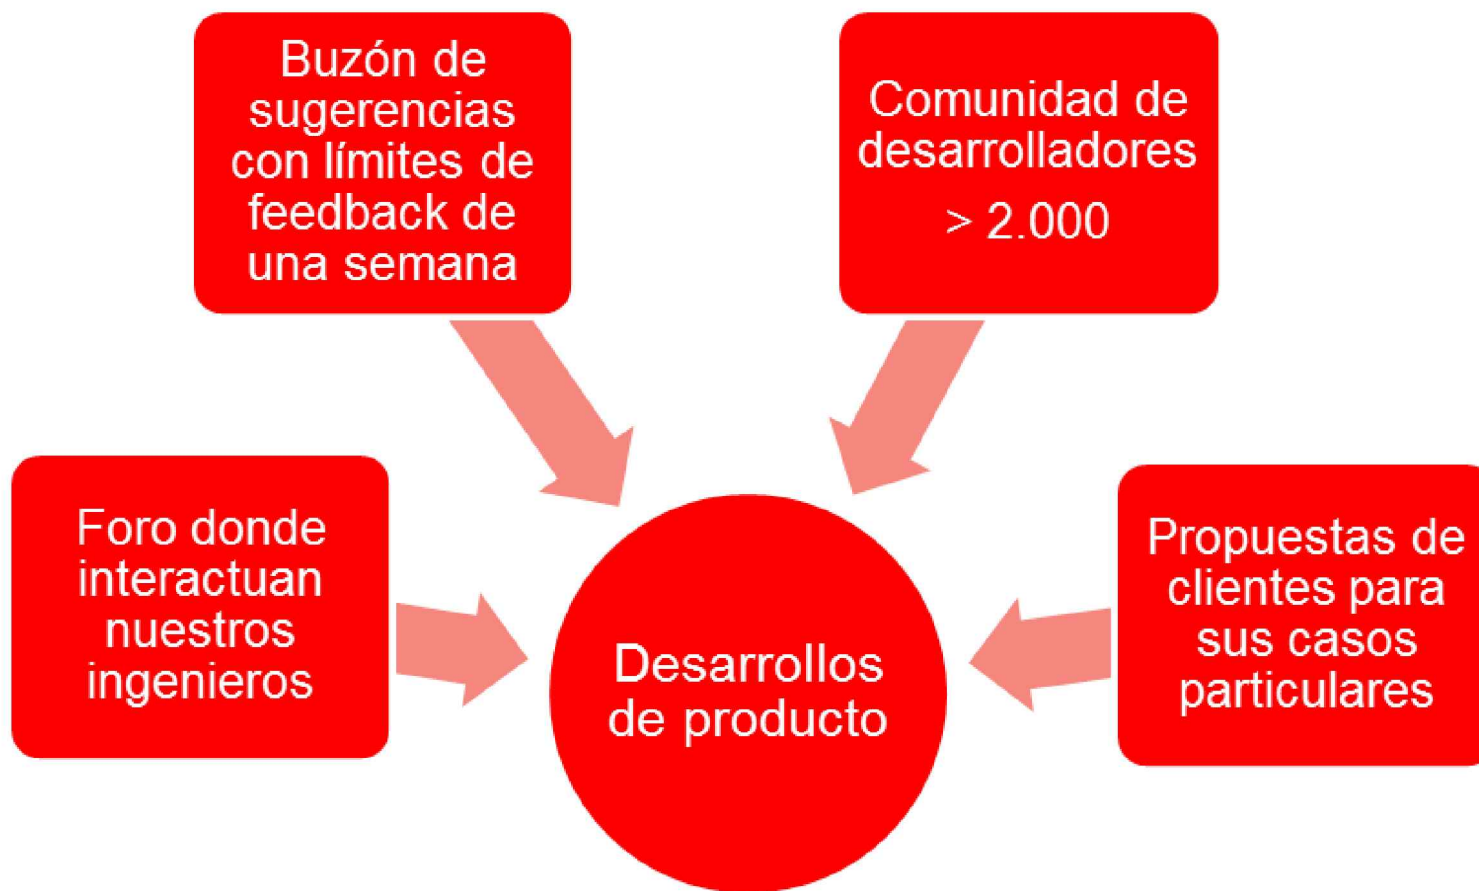 Buzón de
sugerencias
con límites de
feedback de
una semana
Comunidad de
desarrolladores
> 2.000
Foro donde
interactuan
nuestros
ingenieros
Propuestas de
clientes para
sus casos
particulares
Desarrollos
de producto